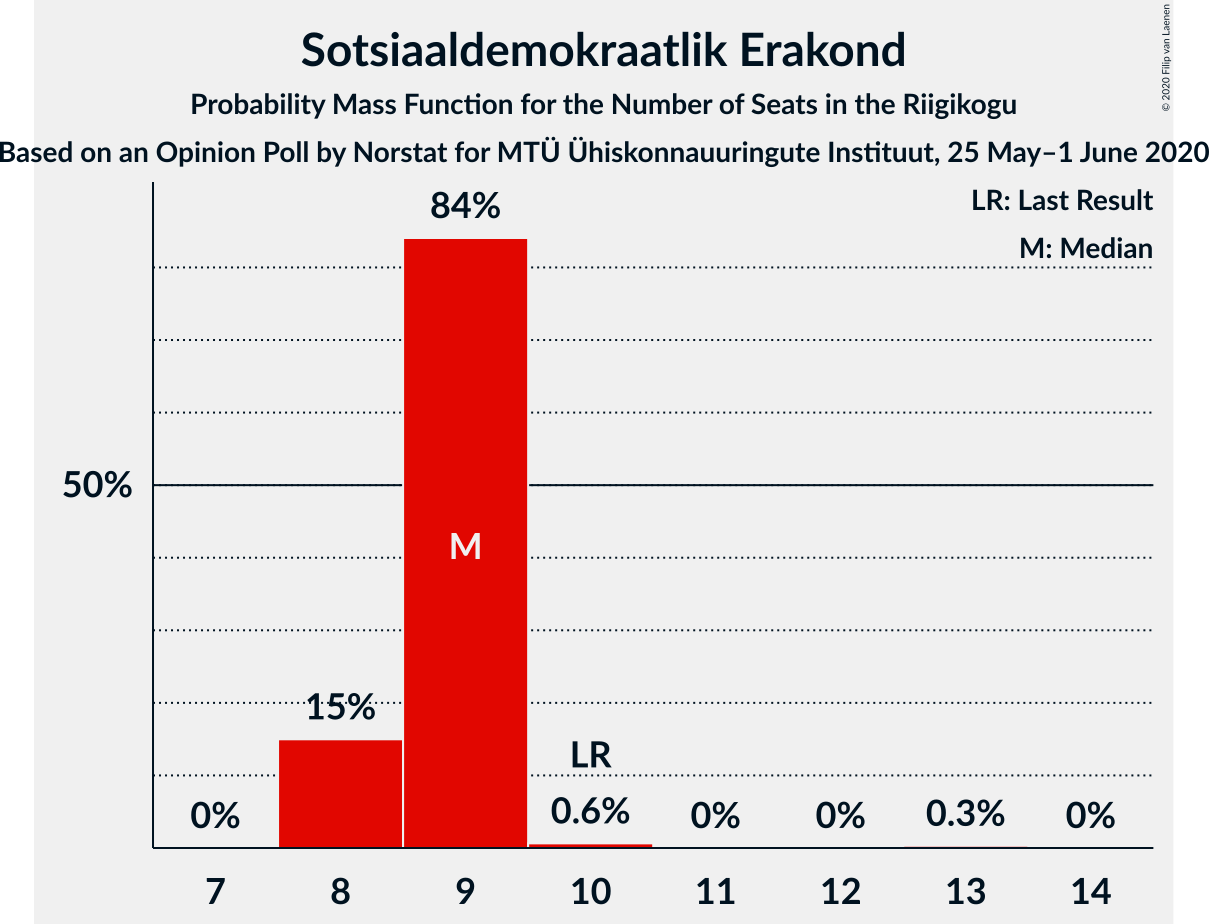 Sotsiaaldemokraatlik Erakond
Probability Mass Function for the Number of Seats in the Riigikogu
Based on an Opinion Poll by Norstat for MTÜ Ühiskonnauuringute Instituut, 25 May–1 June 2020
© 2020 Filip van Laenen
LR: Last Result
M: Median
84%
50%
M
15%
LR
0%
0.6%
0%
0%
0.3%
0%
7 8 9 10 11 12 13 14